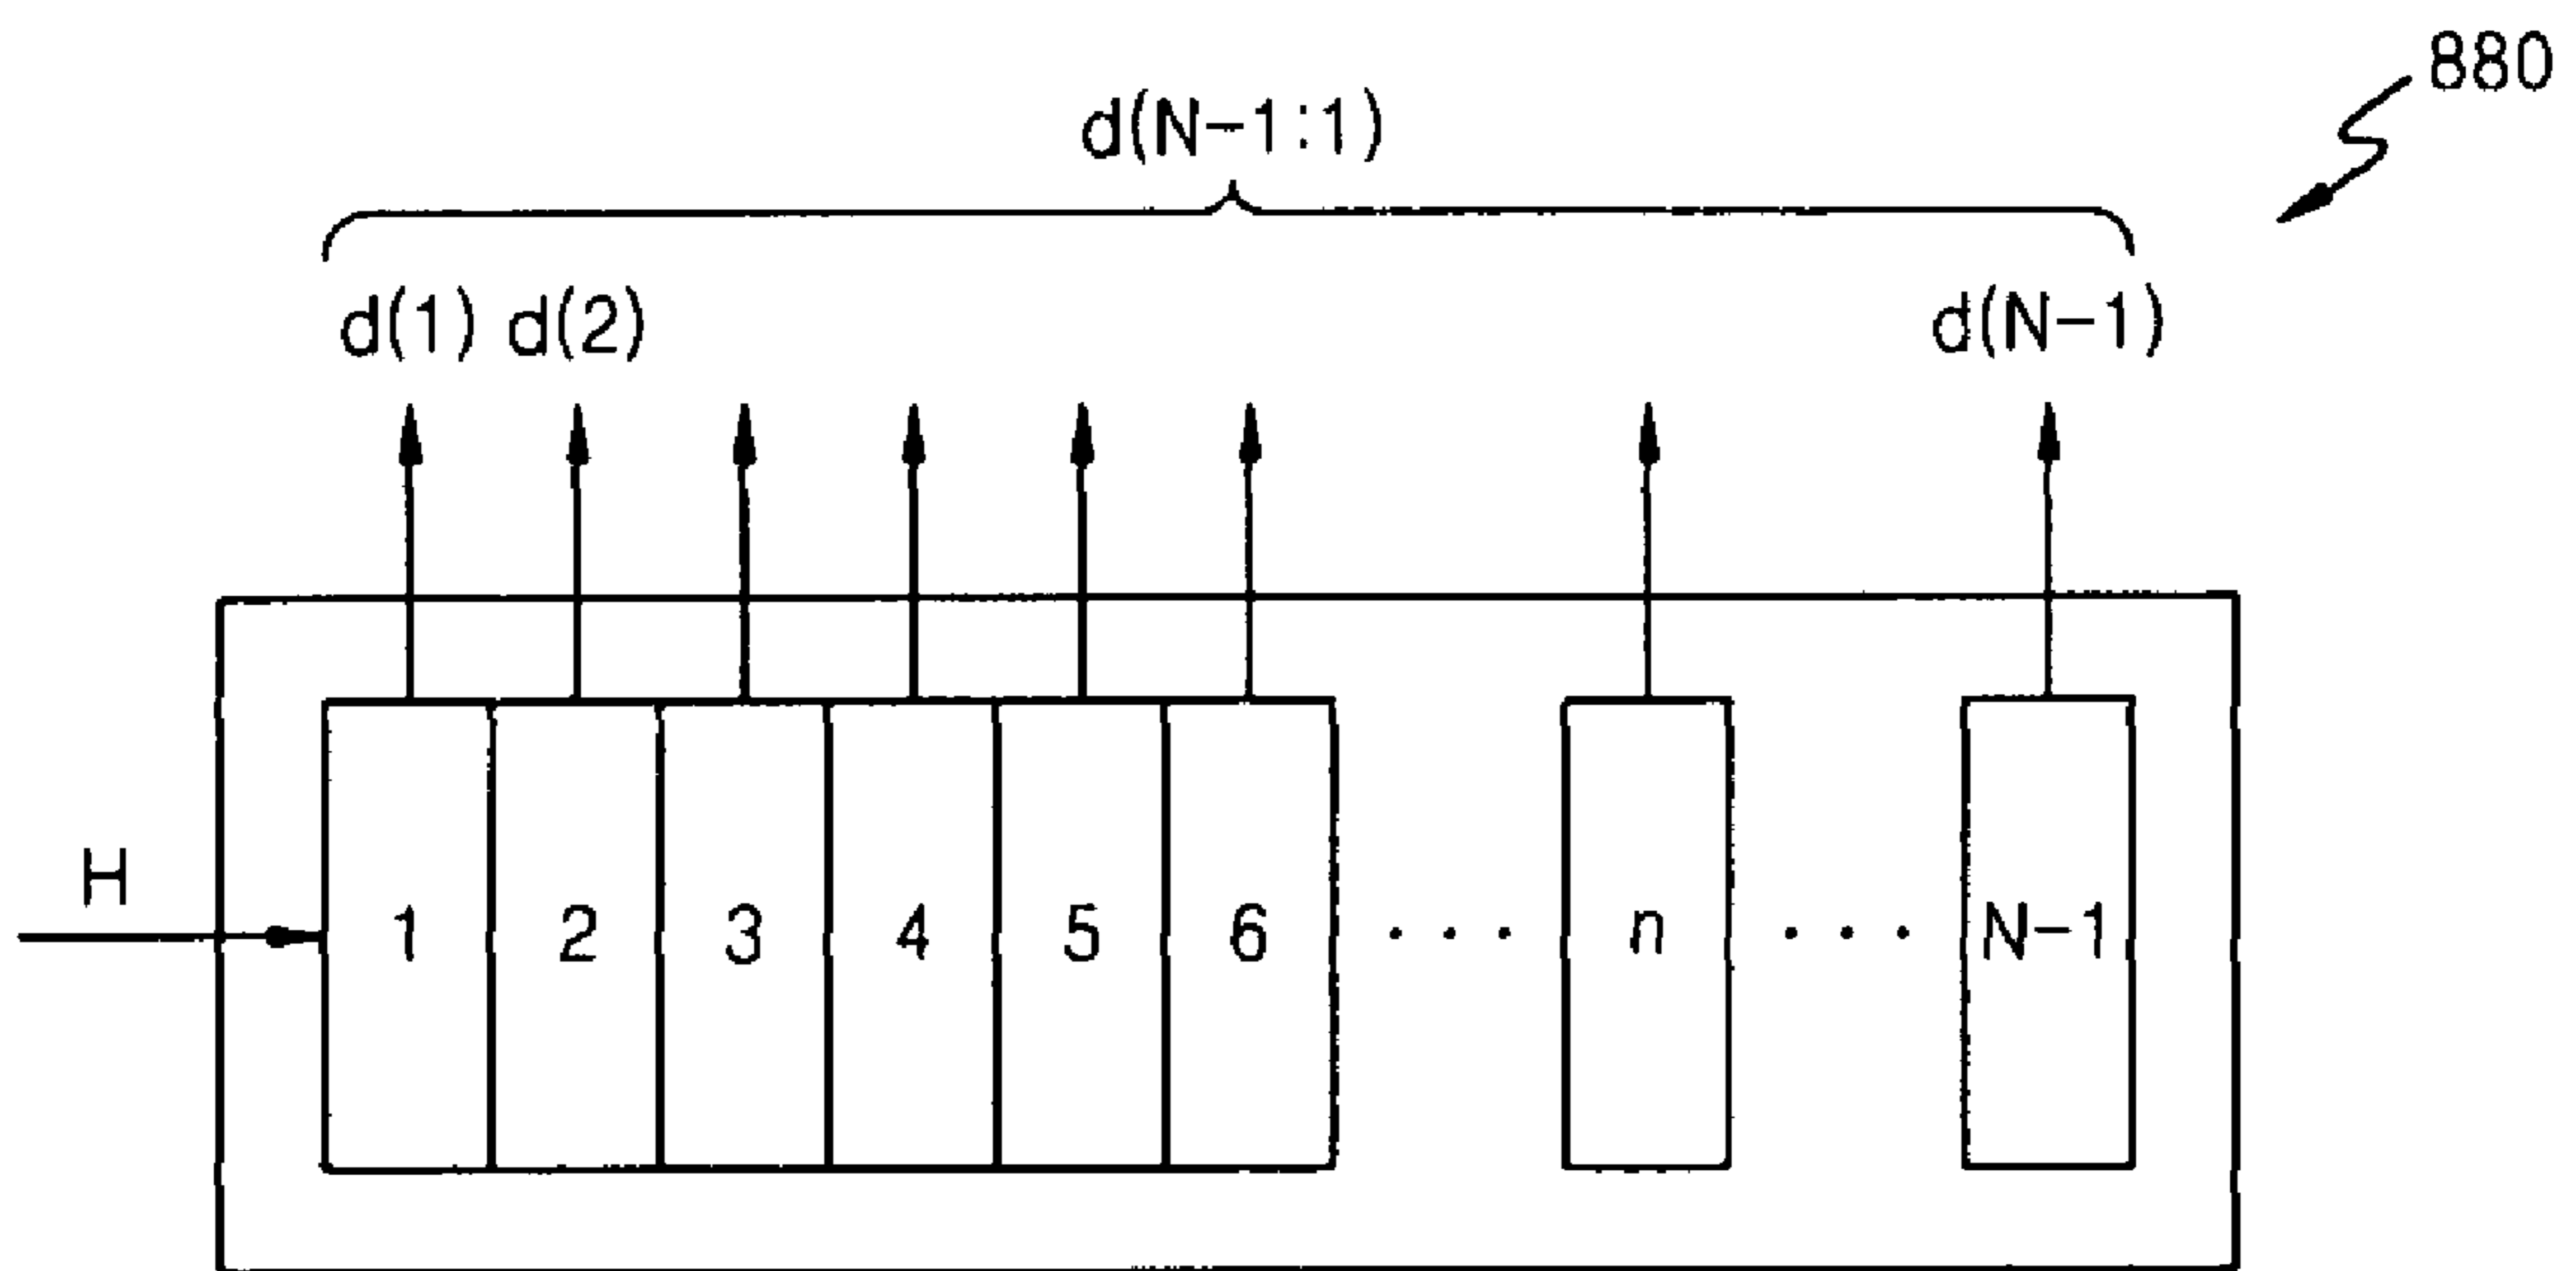 880
d(N-1:1)
d(1) d(2) d(N-1)
H
1 2 3 4 5 6 ... n ... N-1